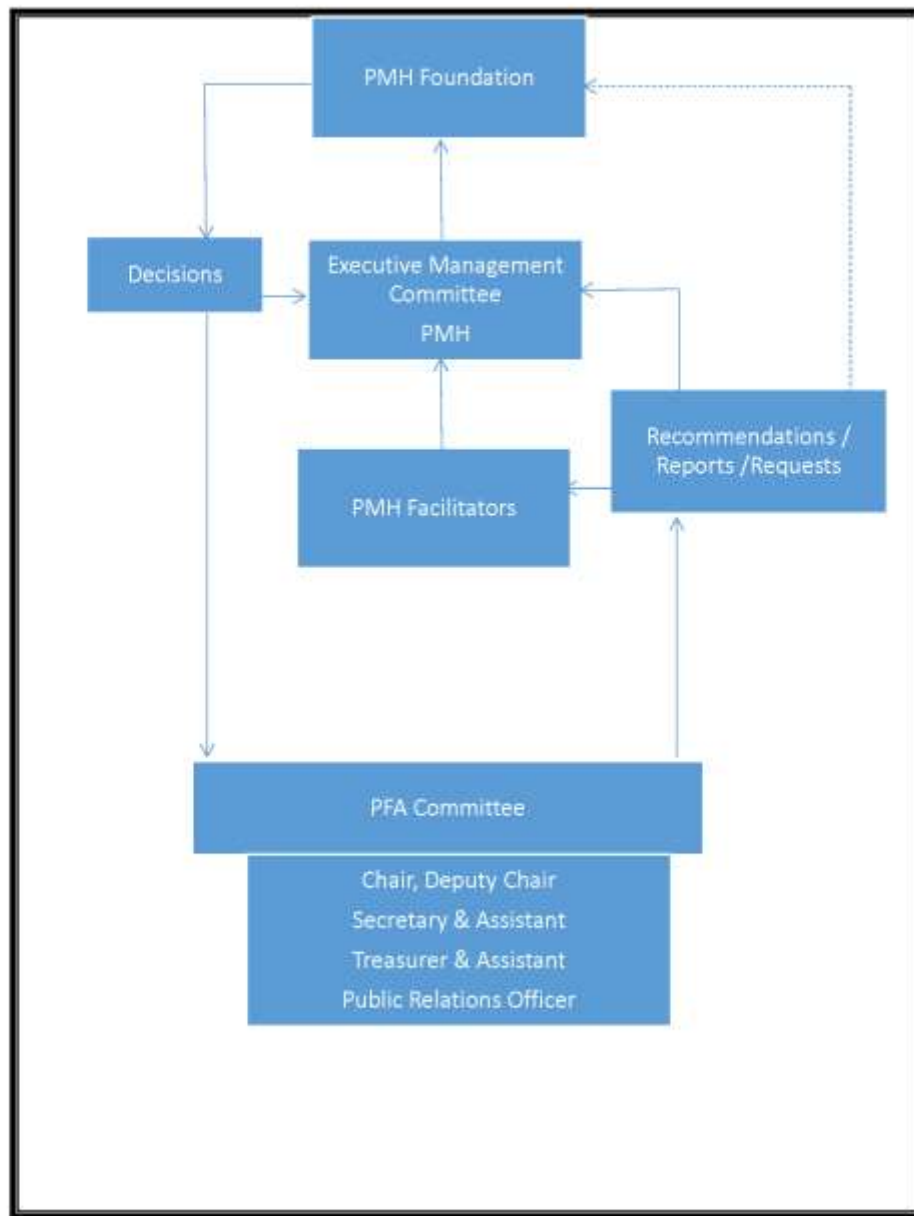 PMH Foundation
Decisions
Executive Management
Committee
PMH
Recommendations /
Reports /Requests
PMH Facilitators
PFA Committee
Chair, Deputy Chair
Secretary & Assistant
Treasurer & Assistant
Public Relations Officer